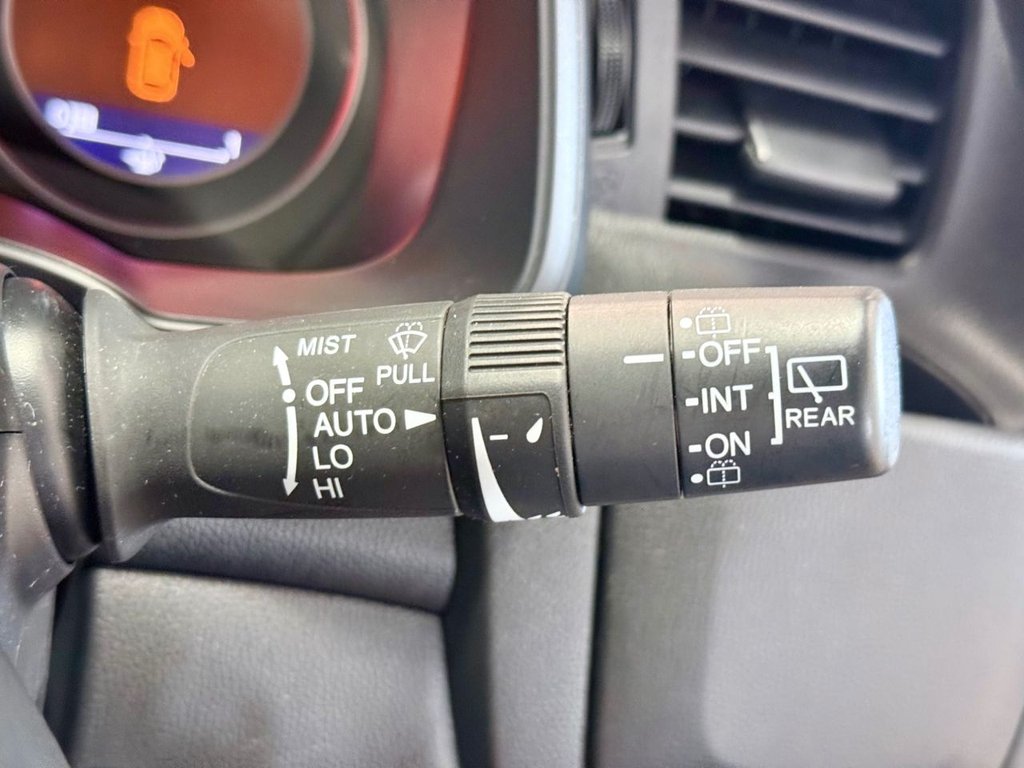 MIST
PULL
OFF
AUTO
LO
HI
OFF
INT
ON
REAR